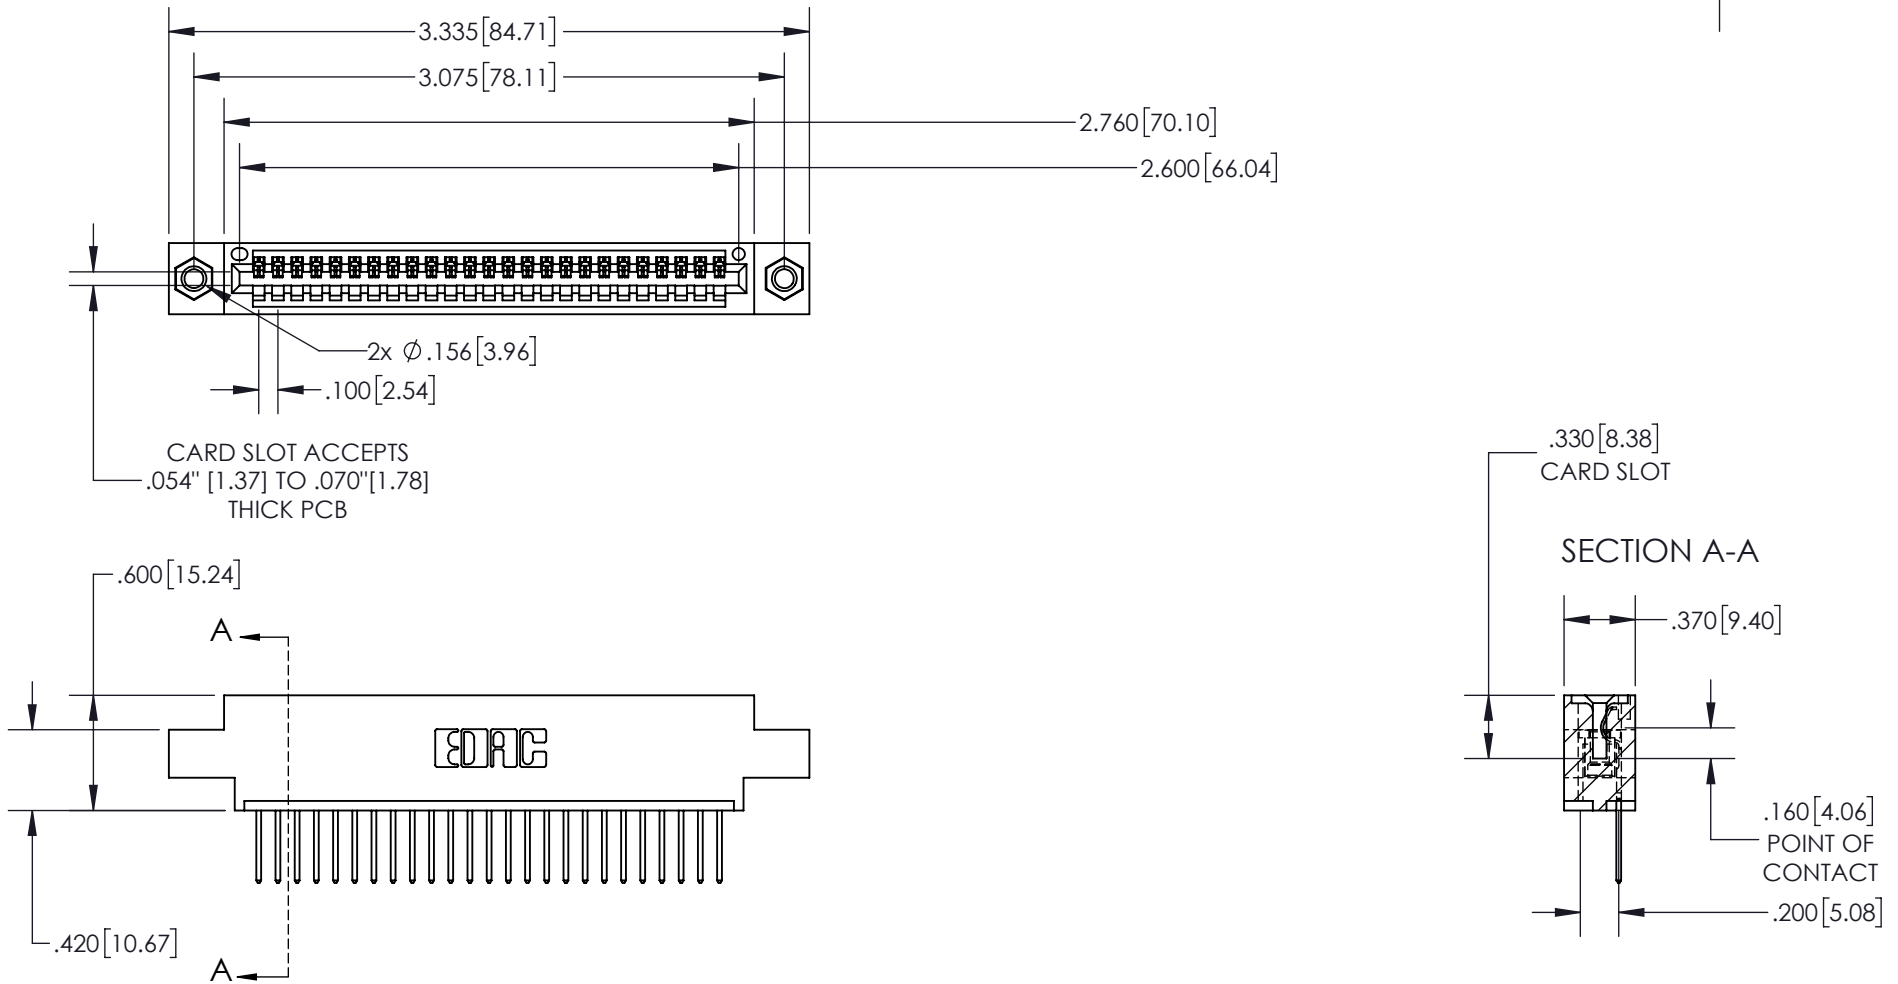 3.335[84.71]
3.075[78.11]
2.760[70.10]
2.600[66.04]
2x Ø.156[3.96]
.100[2.54]
CARD SLOT ACCEPTS
.054" [1.37] TO .070"[1.78]
THICK PCB
.330[8.38]
CARD SLOT
SECTION A-A
.370[9.40]
.600[15.24]
A
EDAC
.160[4.06]
POINT OF
CONTACT
.200[5.08]
.420[10.67]
A